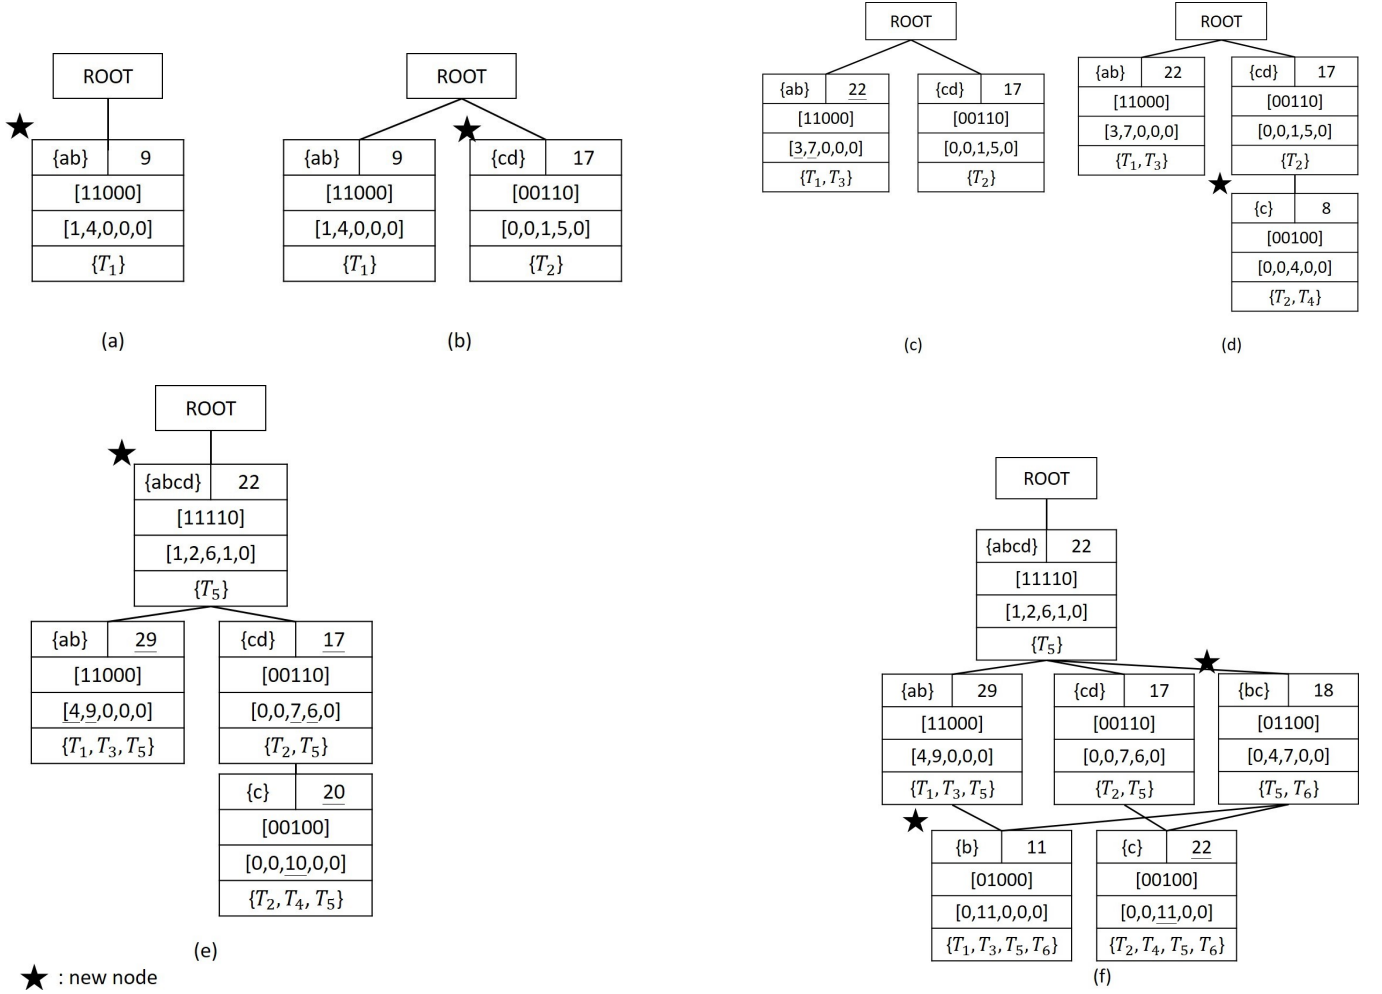 ROOT
{ab} 9
[11000]
[1,4,0,0,0]
{T₁}
(a)
ROOT
{ab} 9
[11000]
[1,4,0,0,0]
{T₁}
{cd} 17
[00110]
[0,0,1,5,0]
{T₂}
(b)
ROOT
{ab} 22
[11000]
[3,7,0,0,0]
{T₁, T₃}
{cd} 17
[00110]
[0,0,1,5,0]
{T₂}
(c)
ROOT
{ab} 22
[11000]
[3,7,0,0,0]
{T₁, T₃}
{cd} 17
[00110]
[0,0,1,5,0]
{T₂}
{c} 8
[00100]
[0,0,4,0,0]
{T₂, T₄}
(d)
ROOT
{abcd} 22
[11110]
[1,2,6,1,0]
{T₅}
{ab} 29
[11000]
[4,9,0,0,0]
{T₁, T₃, T₅}
{cd} 17
[00110]
[0,0,7,6,0]
{T₂, T₅}
{c} 20
[00100]
[0,0,10,0,0]
{T₂, T₄, T₅}
(e)
★ : new node
ROOT
{abcd} 22
[11110]
[1,2,6,1,0]
{T₅}
{ab} 29
[11000]
[4,9,0,0,0]
{T₁, T₃, T₅}
{cd} 17
[00110]
[0,0,7,6,0]
{T₂, T₅}
{bc} 18
[01100]
[0,4,7,0,0]
{T₅, T₆}
{b} 11
[01000]
[0,11,0,0,0]
{T₁, T₃, T₅, T₆}
{c} 22
[00100]
[0,0,11,0,0]
{T₂, T₄, T₅, T₆}
(f)